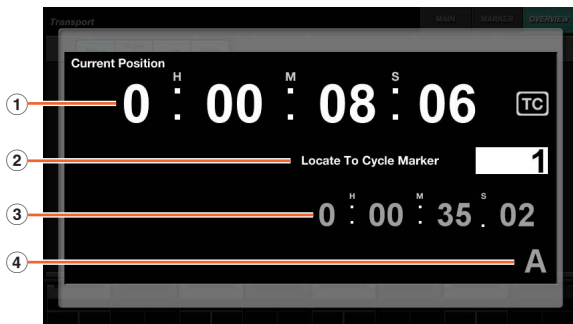 Transport MAIN MARKER OVERVIEW
Current Position
H M S
1 0 : 00 : 08 : 06 TC
2 Locate To Cycle Marker 1
H M S
3 0 : 00 : 35 . 02
4 A